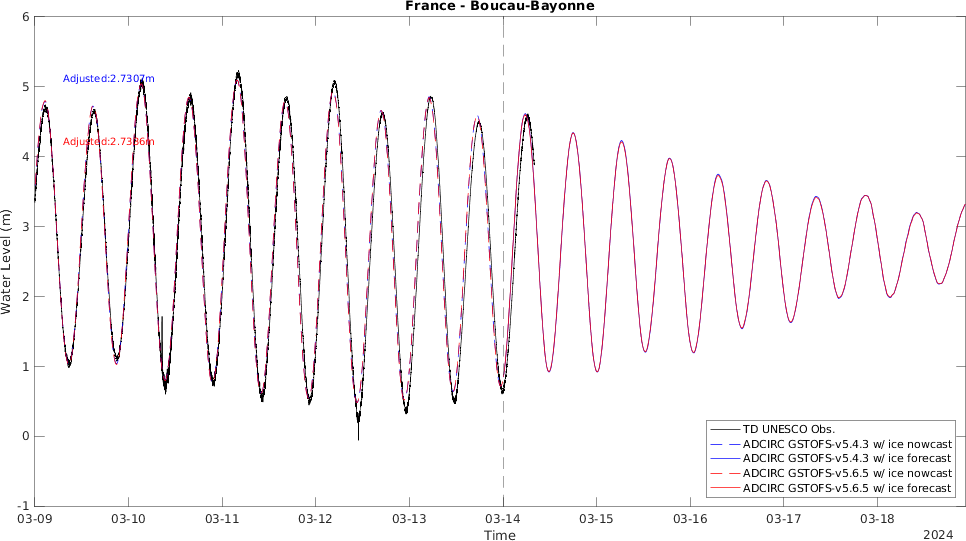 France - Boucau-Bayonne
6
5
4
3
2
1
0
-1
Water Level (m)
Adjusted:2.7307m
Adjusted:2.7336m
TD UNESCO Obs.
ADCIRC GSTOFS-v5.4.3 w/ ice nowcast
ADCIRC GSTOFS-v5.4.3 w/ ice forecast
ADCIRC GSTOFS-v5.6.5 w/ ice nowcast
ADCIRC GSTOFS-v5.6.5 w/ ice forecast
03-09 03-10 03-11 03-12 03-13 03-14 03-15 03-16 03-17 03-18
Time
2024